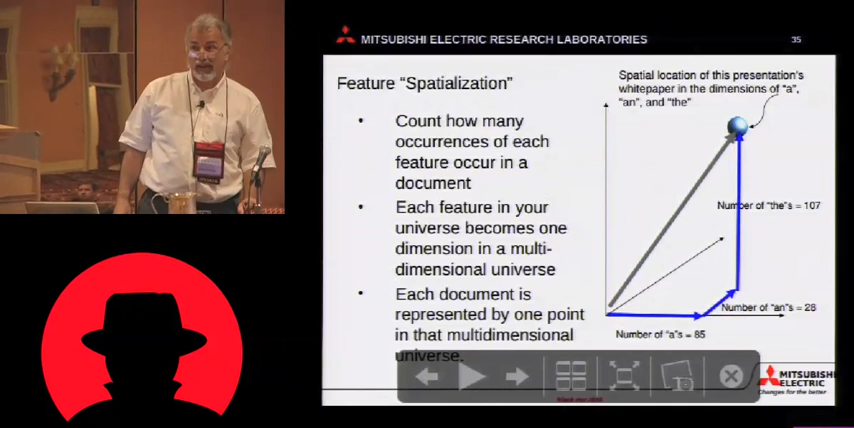 MITSUBISHI ELECTRIC RESEARCH LABORATORIES
35
Feature “Spatialization”
• Count how many
occurrences of each
feature occur in a
document
• Each feature in your
universe becomes one
dimension in a multi-
dimensional universe
• Each document is
represented by one point
in that multidimensional
universe.
Spatial location of this presentation's
whitepaper in the dimensions of “a”,
“an”, and “the”
Number of “the”s = 107
Number of “an”s = 28
Number of “a”s = 85
MITSUBISHI
ELECTRIC
Changes for the better